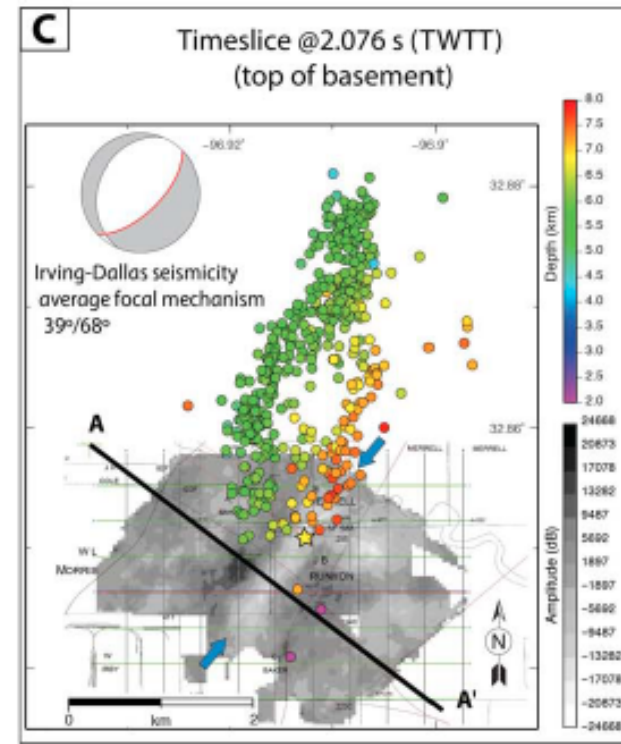 C
Timeslice @2.076 s (TWTT)
(top of basement)
-96.92°
-96.9°
32.88°
Irving-Dallas seismicity
average focal mechanism
39°/68°
32.86°
A
MERRELL
MERRELL
W L
MORRIS
RUNYON
BAKER
A'
N
0
km
2
Depth (km)
8.0
7.5
7.0
6.5
6.0
5.5
5.0
4.5
4.0
3.5
3.0
2.5
2.0
Amplitude (dB)
24668
20873
17078
13282
9487
5692
1897
-1897
-5692
-9487
-13282
-17078
-20873
-24668